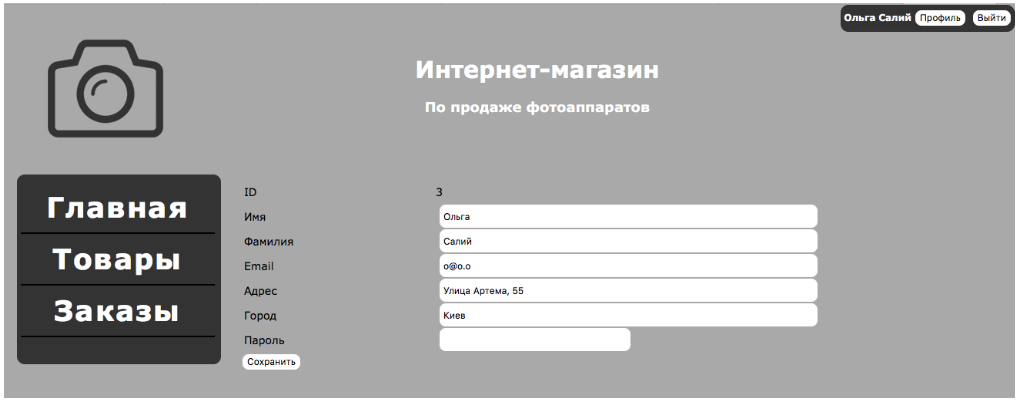 Ольга Салий Профиль Выйти
Интернет-магазин
По продаже фотоаппаратов
Главная
Товары
Заказы
ID 3
Имя Ольга
Фамилия Салий
Email o@o.o
Адрес Улица Артема, 55
Город Киев
Пароль
Сохранить